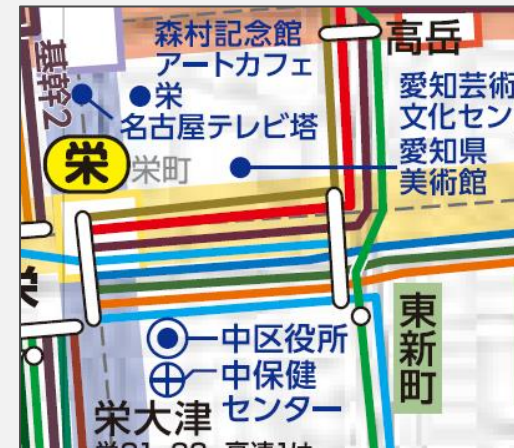 森村記念館
アートカフェ
栄
名古屋テレビ塔
基幹2
高岳
愛知芸術
文化セン
愛知県
美術館
栄
栄町
栄
中区役所
中保健
センター
栄大津
東新町